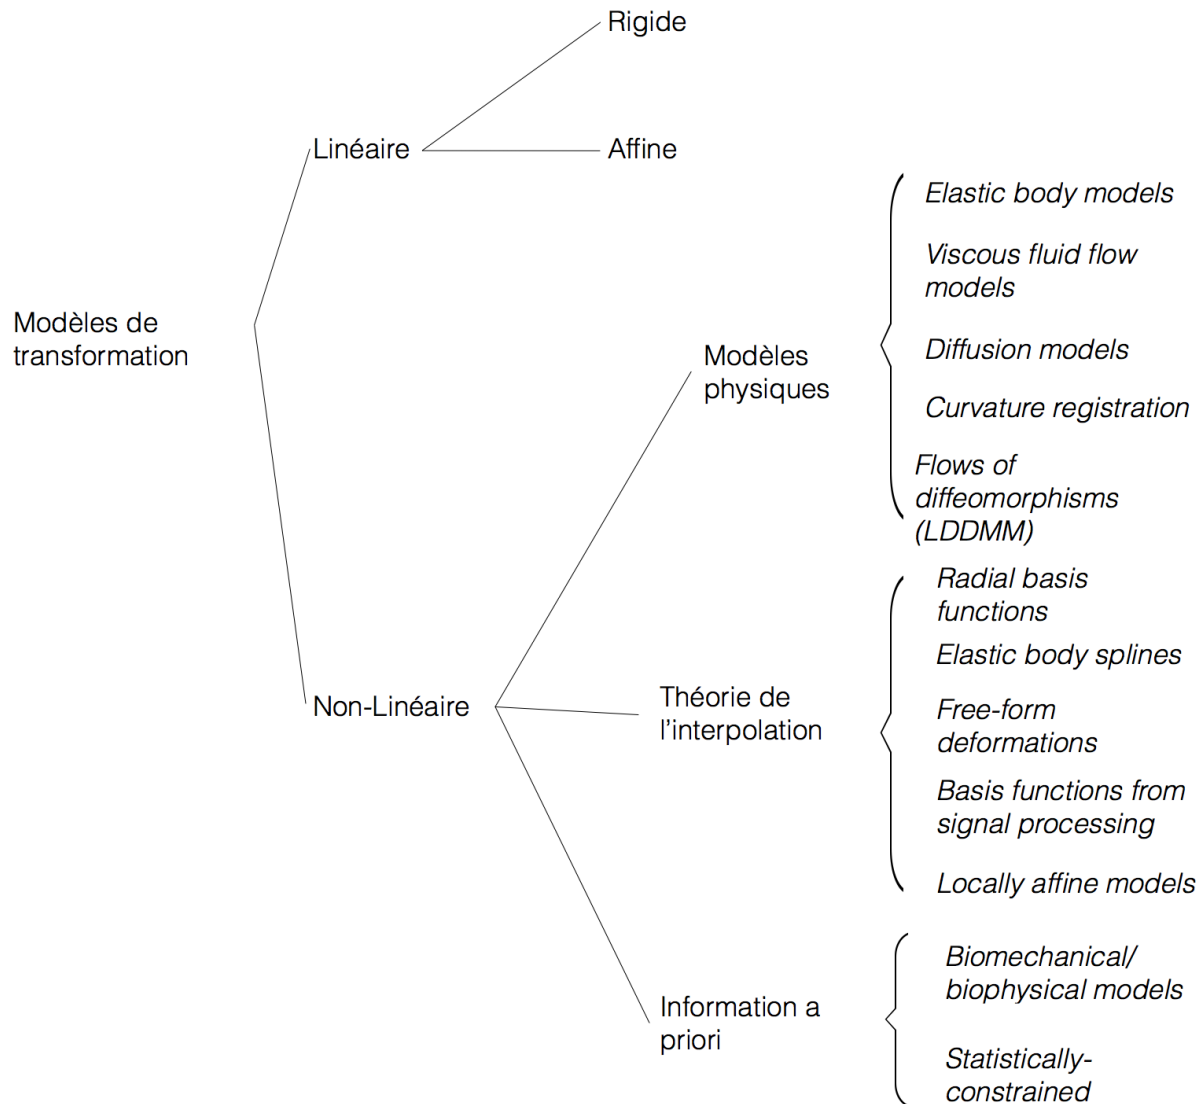 Rigide
Linéaire
Affine
Modèles de
transformation
Non-Linéaire
Modèles
physiques
Elastic body models
Viscous fluid flow
models
Diffusion models
Curvature registration
Flows of
diffeomorphisms
(LDDMM)
Théorie de
l'interpolation
Radial basis
functions
Elastic body splines
Free-form
deformations
Basis functions from
signal processing
Locally affine models
Information a
priori
Biomechanical/
biophysical models
Statistically-
constrained